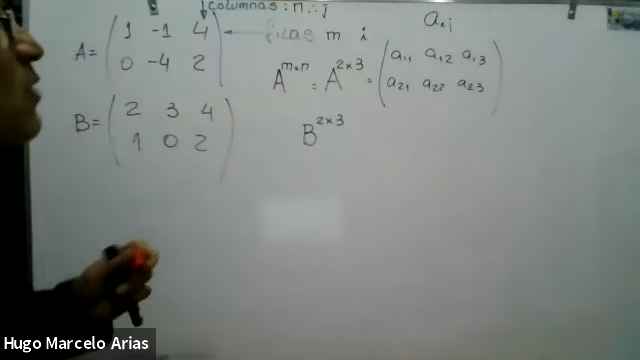 columnas : n ∴ j
a i,j
A = ( 1 -1 4
0 -4 2 )
filas m i
A^{m×n} = A^{2×3} = ( a₁₁ a₁₂ a₁₃
a₂₁ a₂₂ a₂₃ )
B = ( 2 3 4
1 0 2 )
B^{2×3}
Hugo Marcelo Arias